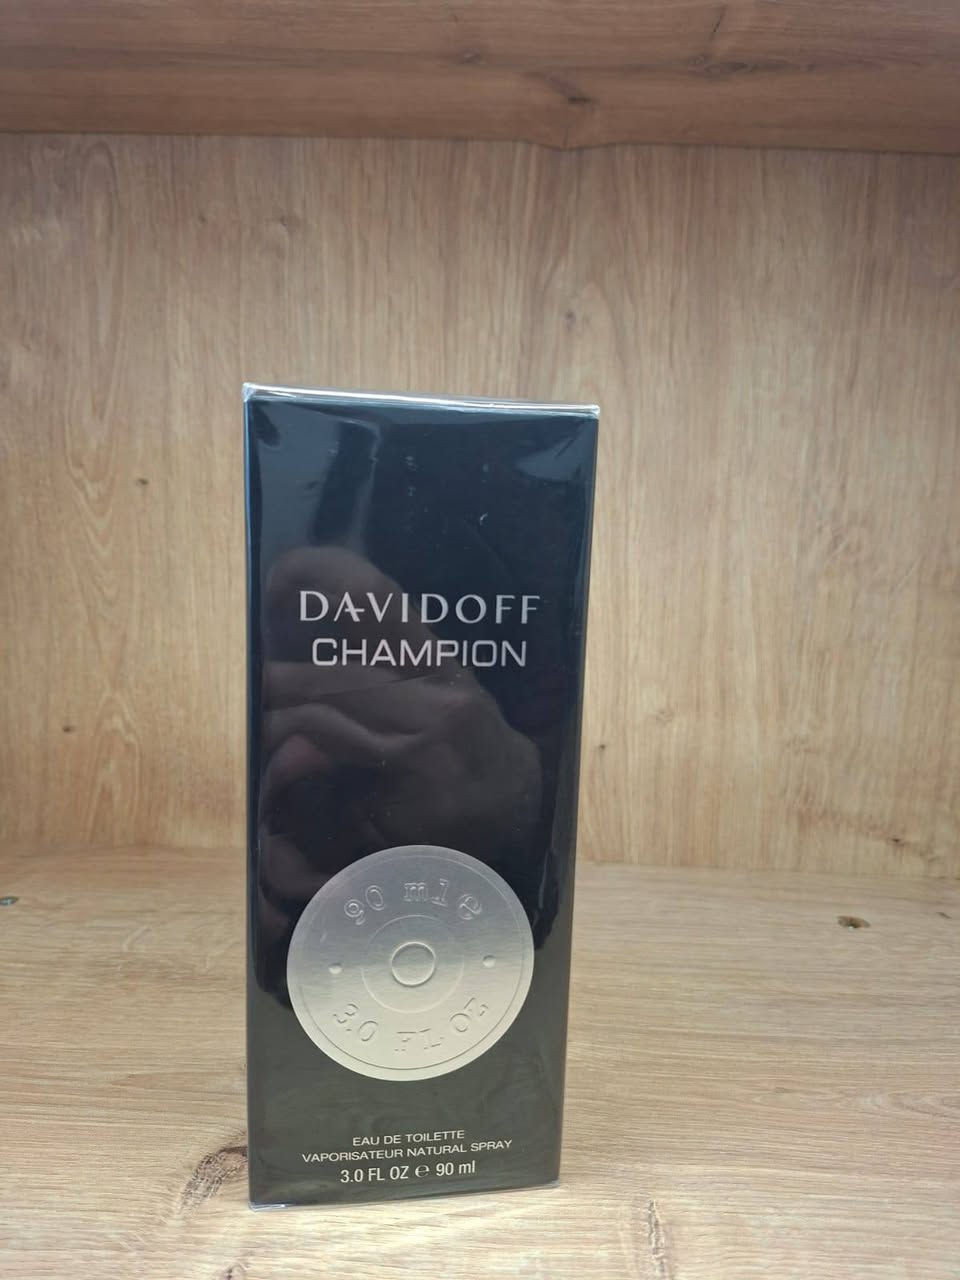 DAVIDOFF
CHAMPION
90 ml e
3.0 FL OZ
EAU DE TOILETTE
VAPORISATEUR NATURAL SPRAY
3.0 FL OZ ℮ 90 ml